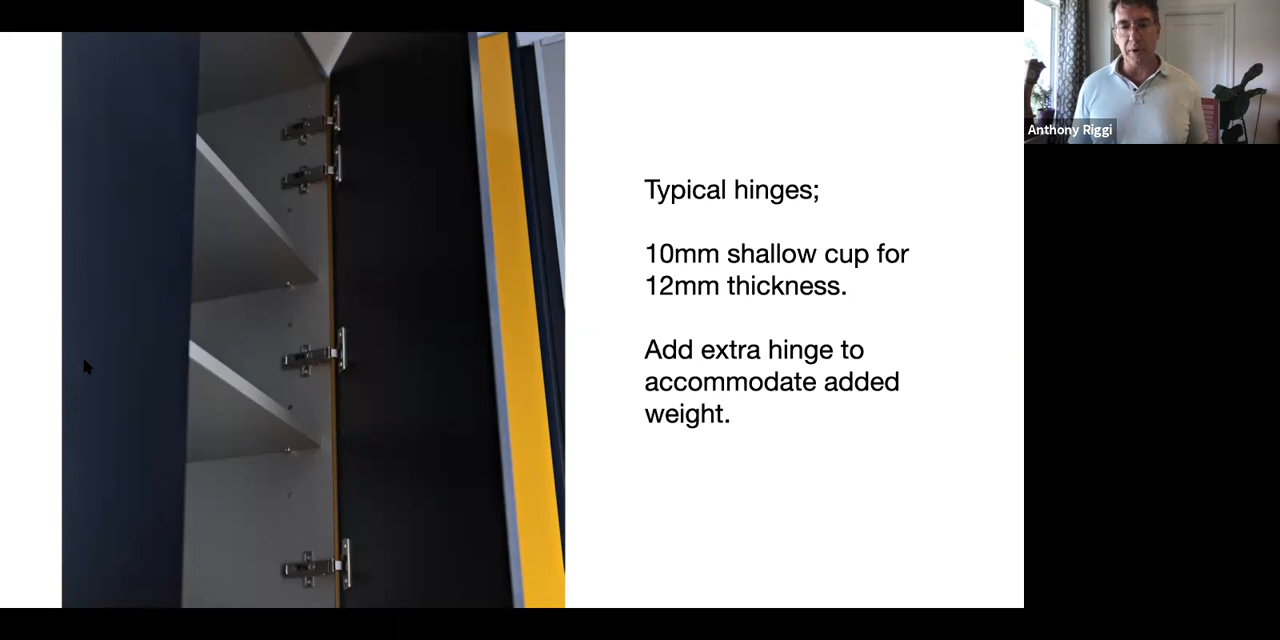 Typical hinges;
10mm shallow cup for
12mm thickness.
Add extra hinge to
accommodate added
weight.
Anthony Riggi